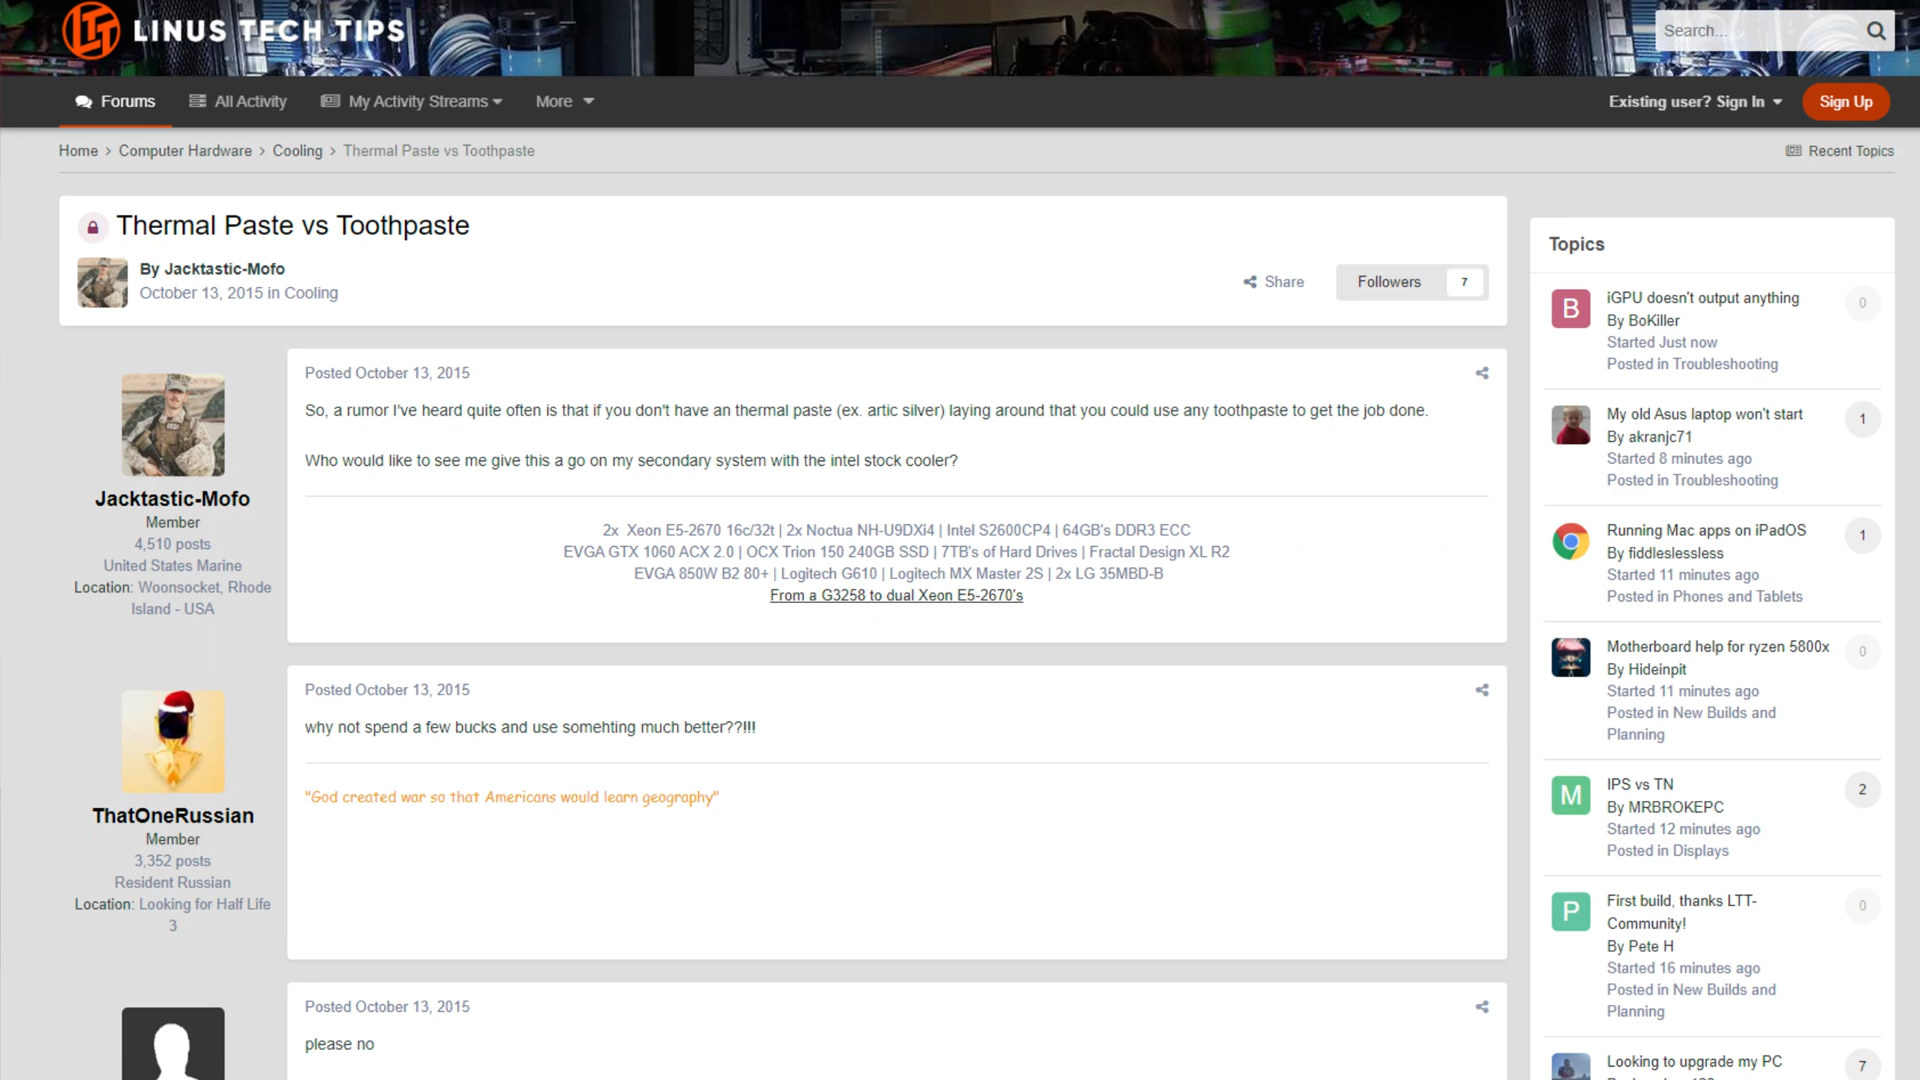 LINUS TECH TIPS
Search...
Forums
All Activity
My Activity Streams
More
Existing user? Sign In
Sign Up
Home > Computer Hardware > Cooling > Thermal Paste vs Toothpaste
Recent Topics
Thermal Paste vs Toothpaste
By Jacktastic-Mofo
October 13, 2015 in Cooling
Share
Followers 7
Jacktastic-Mofo
Member
4,510 posts
United States Marine
Location: Woonsocket, Rhode
Island - USA
Posted October 13, 2015
So, a rumor I've heard quite often is that if you don't have an thermal paste (ex. artic silver) laying around that you could use any toothpaste to get the job done.
Who would like to see me give this a go on my secondary system with the intel stock cooler?
2x Xeon E5-2670 16c/32t | 2x Noctua NH-U9DXi4 | Intel S2600CP4 | 64GB's DDR3 ECC
EVGA GTX 1060 ACX 2.0 | OCX Trion 150 240GB SSD | 7TB's of Hard Drives | Fractal Design XL R2
EVGA 850W B2 80+ | Logitech G610 | Logitech MX Master 2S | 2x LG 35MBD-B
From a G3258 to dual Xeon E5-2670's
ThatOneRussian
Member
3,352 posts
Resident Russian
Location: Looking for Half Life
3
Posted October 13, 2015
why not spend a few bucks and use somehting much better??!!!
"God created war so that Americans would learn geography"
Posted October 13, 2015
please no
Topics
B
iGPU doesn't output anything
0
By BoKiller
Started Just now
Posted in Troubleshooting
My old Asus laptop won't start
1
By akranjc71
Started 8 minutes ago
Posted in Troubleshooting
Running Mac apps on iPadOS
1
By fiddleslessless
Started 11 minutes ago
Posted in Phones and Tablets
Motherboard help for ryzen 5800x
0
By Hideinpit
Started 11 minutes ago
Posted in New Builds and
Planning
M
IPS vs TN
2
By MRBROKEPC
Started 12 minutes ago
Posted in Displays
P
First build, thanks LTT-
Community!
0
By Pete H
Started 16 minutes ago
Posted in New Builds and
Planning
Looking to upgrade my PC
7